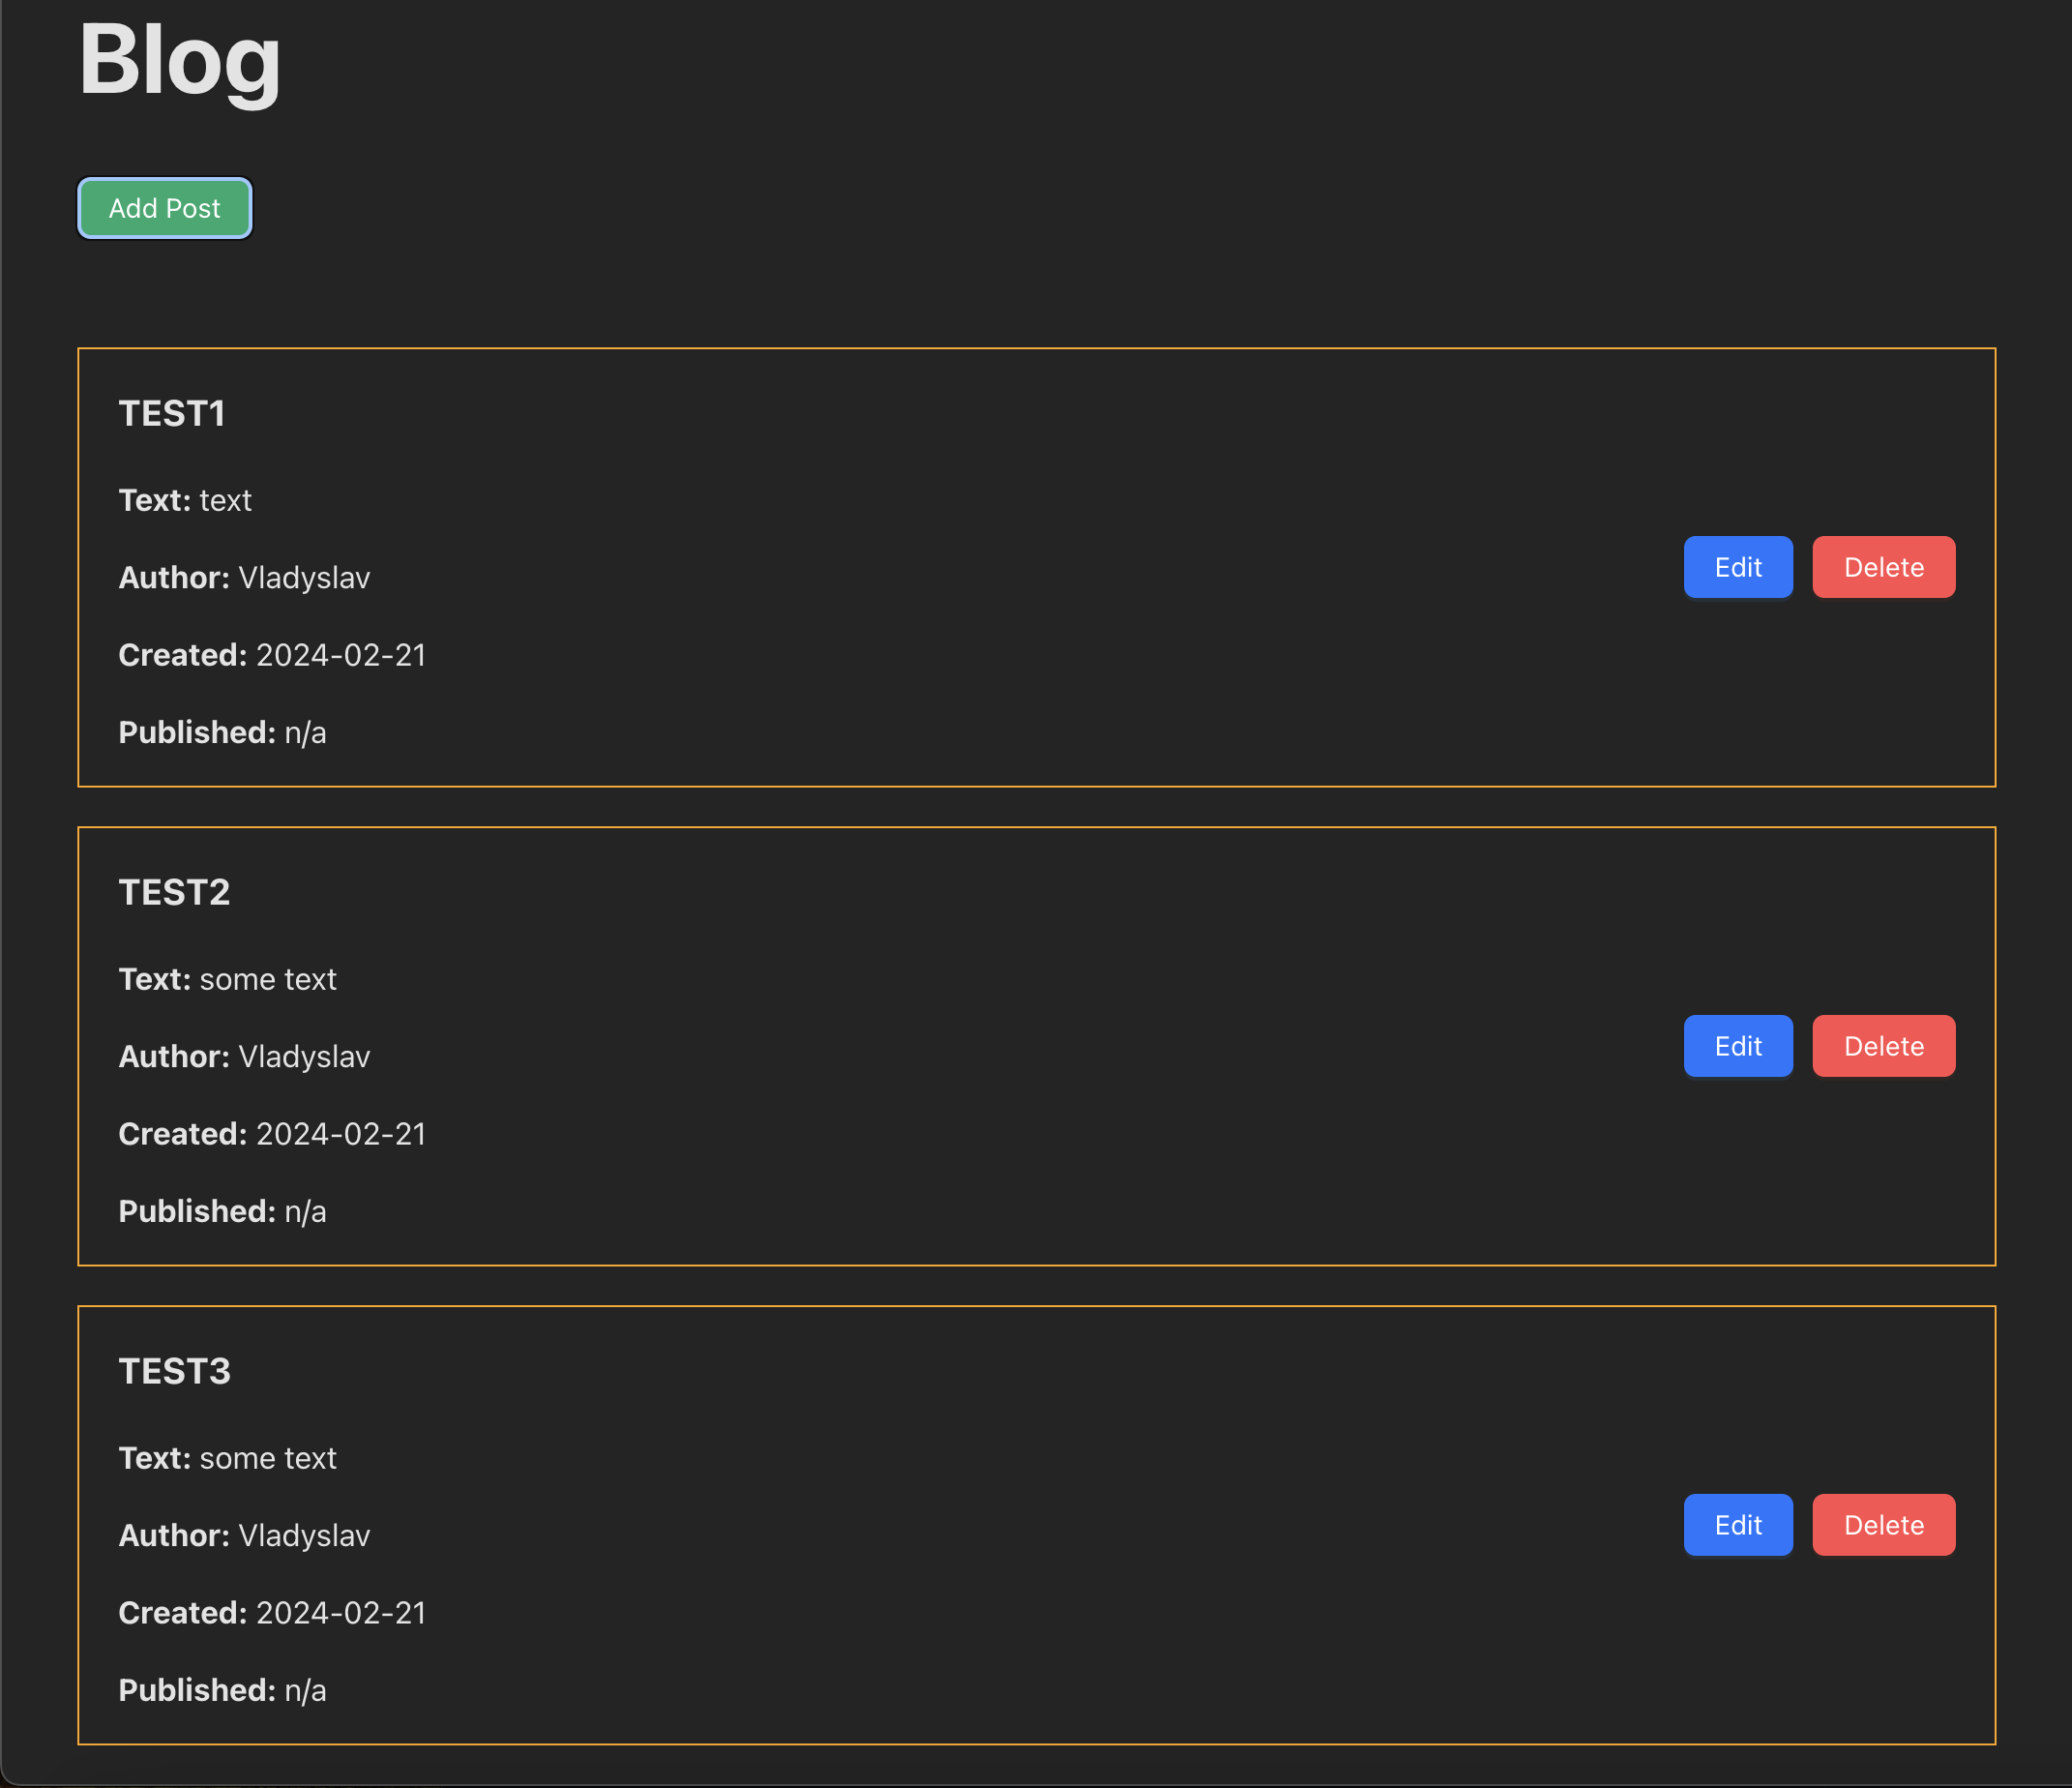 Blog
Add Post
TEST1
Text: text
Author: Vladyslav
Edit Delete
Created: 2024-02-21
Published: n/a
TEST2
Text: some text
Author: Vladyslav
Edit Delete
Created: 2024-02-21
Published: n/a
TEST3
Text: some text
Author: Vladyslav
Edit Delete
Created: 2024-02-21
Published: n/a